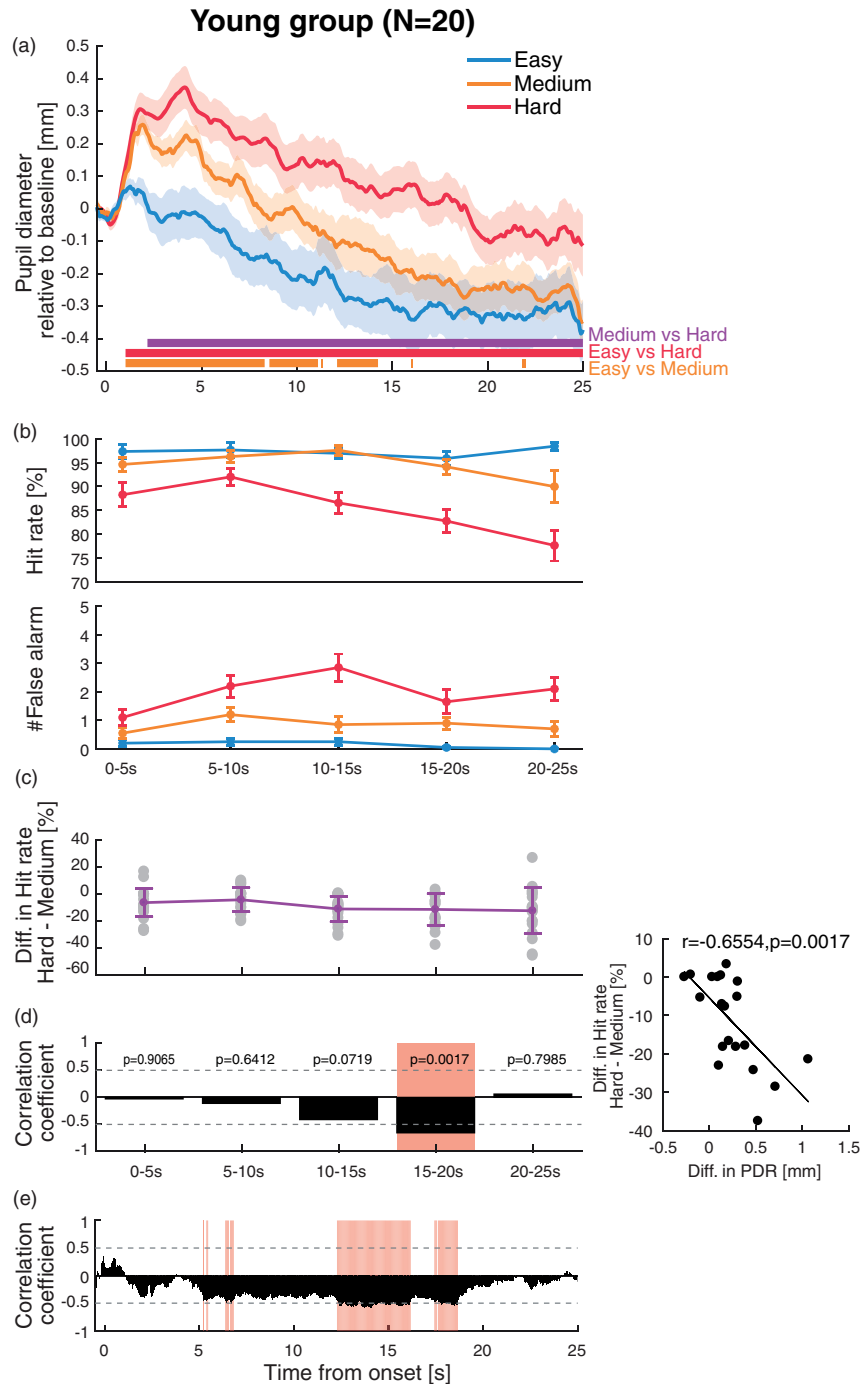 Young group (N=20)
(a)
Easy
Medium
Hard
Pupil diameter
relative to baseline [mm]
0.5
0.4
0.3
0.2
0.1
0
-0.1
-0.2
-0.3
-0.4
-0.5
Medium vs Hard
Easy vs Hard
Easy vs Medium
0 5 10 15 20 25
(b)
Hit rate [%]
100
95
90
85
80
75
70
#False alarm
5
4
3
2
1
0
0-5s 5-10s 10-15s 15-20s 20-25s
(c)
Diff. in Hit rate
Hard - Medium [%]
40
20
0
-20
-40
-60
r=-0.6554,p=0.0017
Diff. in Hit rate
Hard - Medium [%]
10
0
-10
-20
-30
-40
-0.5 0 0.5 1 1.5
Diff. in PDR [mm]
(d)
Correlation
coefficient
1
0.5
0
-0.5
-1
p=0.9065 p=0.6412 p=0.0719 p=0.0017 p=0.7985
0-5s 5-10s 10-15s 15-20s 20-25s
(e)
Correlation
coefficient
1
0.5
0
-0.5
-1
0 5 10 15 20 25
Time from onset [s]